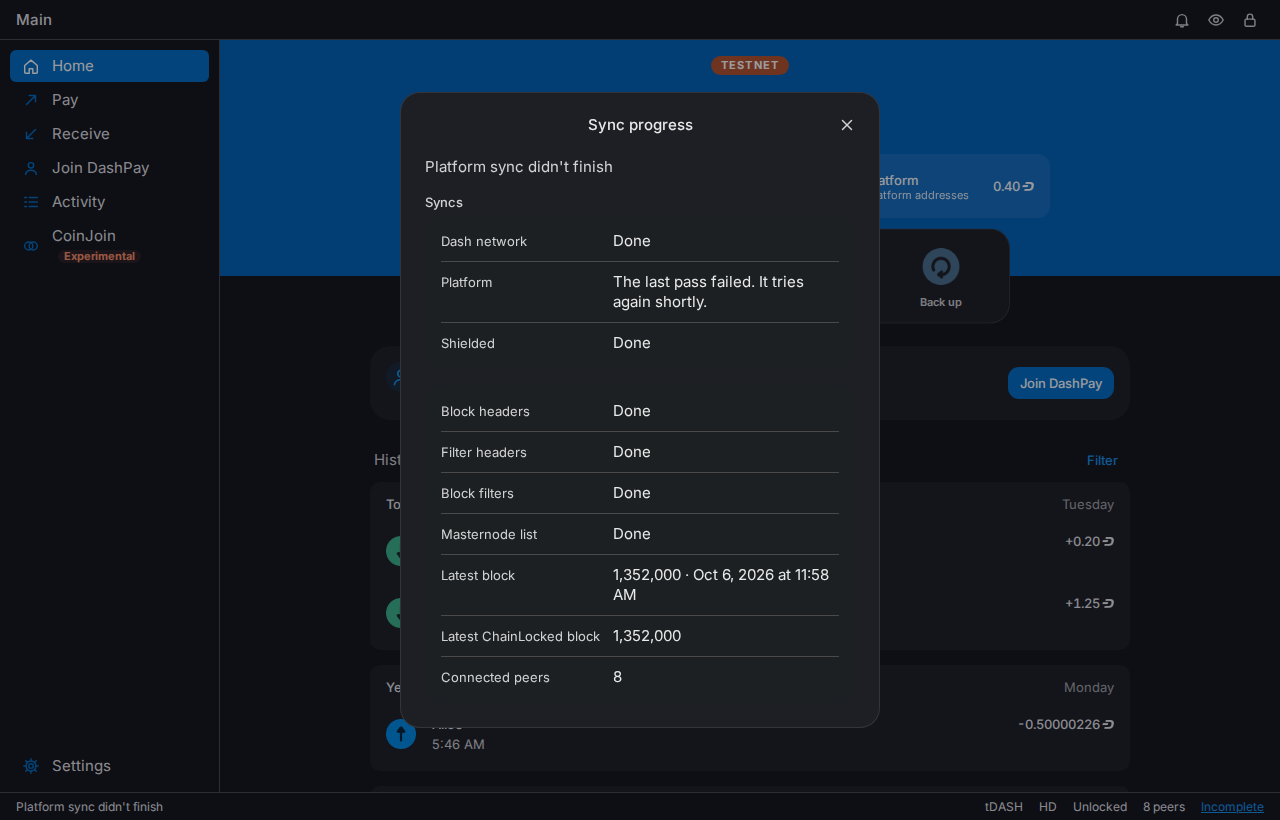 Main
Home
Pay
Receive
Join DashPay
Activity
CoinJoin
Experimental
Settings
TESTNET
atform
atform addresses
0.40
Back up
Join DashPay
Filter
Tuesday
+0.20
+1.25
Monday
-0.50000226
5:46 AM
Sync progress
Platform sync didn't finish
Syncs
Dash network Done
Platform The last pass failed. It tries
again shortly.
Shielded Done
Block headers Done
Filter headers Done
Block filters Done
Masternode list Done
Latest block 1,352,000 · Oct 6, 2026 at 11:58
AM
Latest ChainLocked block 1,352,000
Connected peers 8
Platform sync didn't finish
tDASH HD Unlocked 8 peers Incomplete